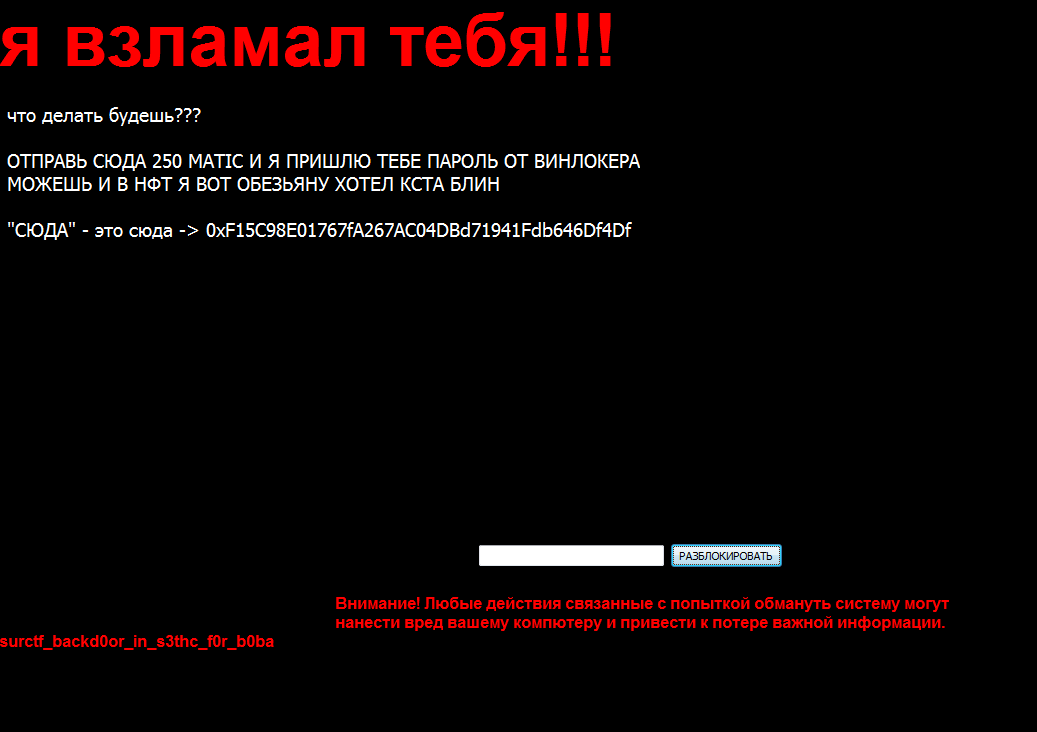 я взламал тебя!!!
что делать будешь???
ОТПРАВЬ СЮДА 250 MATIC И Я ПРИШЛЮ ТЕБЕ ПАРОЛЬ ОТ ВИНЛОКЕРА
МОЖЕШЬ И В НФТ Я ВОТ ОБЕЗЬЯНУ ХОТЕЛ КСТА БЛИН
"СЮДА" - это сюда -> 0xF15C98E01767fA267AC04DBd71941Fdb646Df4Df
РАЗБЛОКИРОВАТЬ
Внимание! Любые действия связанные с попыткой обмануть систему могут
нанести вред вашему компютеру и привести к потере важной информации.
surctf_backd0or_in_s3thc_f0r_b0ba